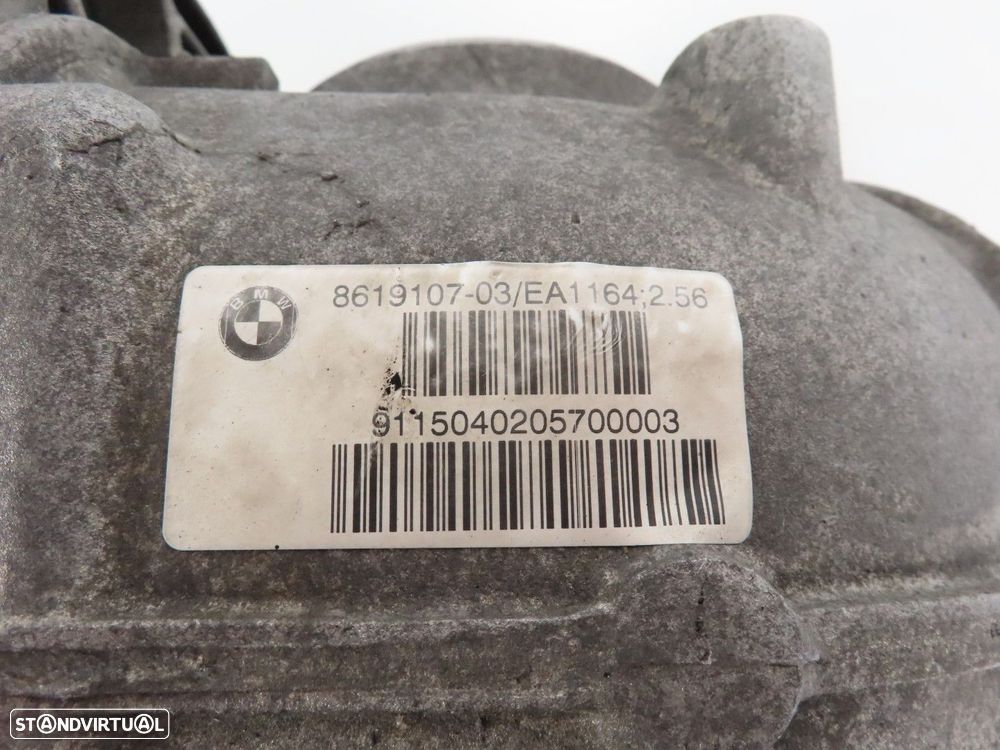 BMW
8619107-03/EA1164;2.56
9115040205700003
STANDVIRTUAL